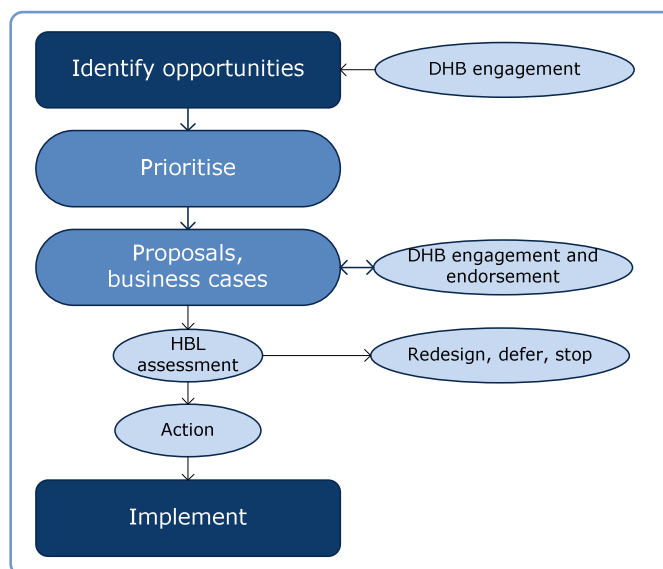 Identify opportunities
DHB engagement
Prioritise
Proposals,
business cases
DHB engagement and
endorsement
HBL
assessment
Redesign, defer, stop
Action
Implement